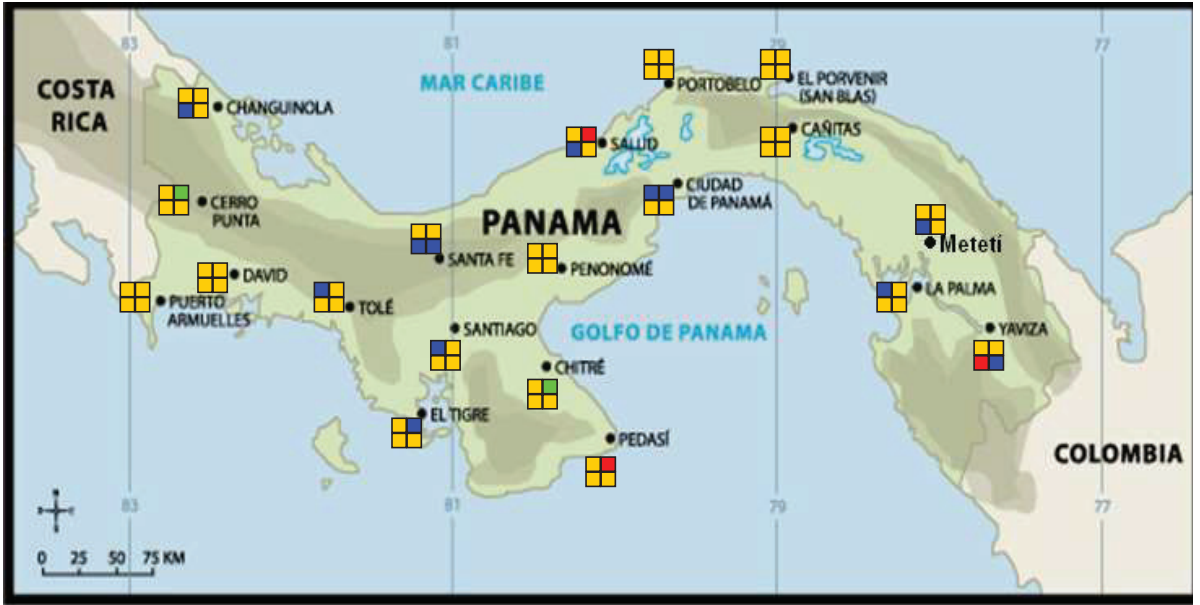 83
81
79
77
COSTA
RICA
MAR CARIBE
CHANGUINOLA
PORTOBELO
EL PORVENIR
(SAN BLAS)
SALUD
CAÑITAS
CERRO
PUNTA
CIUDAD
DE PANAMÁ
PANAMA
SANTA FE
PENONOMÉ
Metetí
DAVID
PUERTO
ARMUELLES
TOLÉ
LA PALMA
SANTIAGO
GOLFO DE PANAMA
YAVIZA
CHITRÉ
EL TIGRE
PEDASÍ
COLOMBIA
83
81
79
77
0 25 50 75 KM